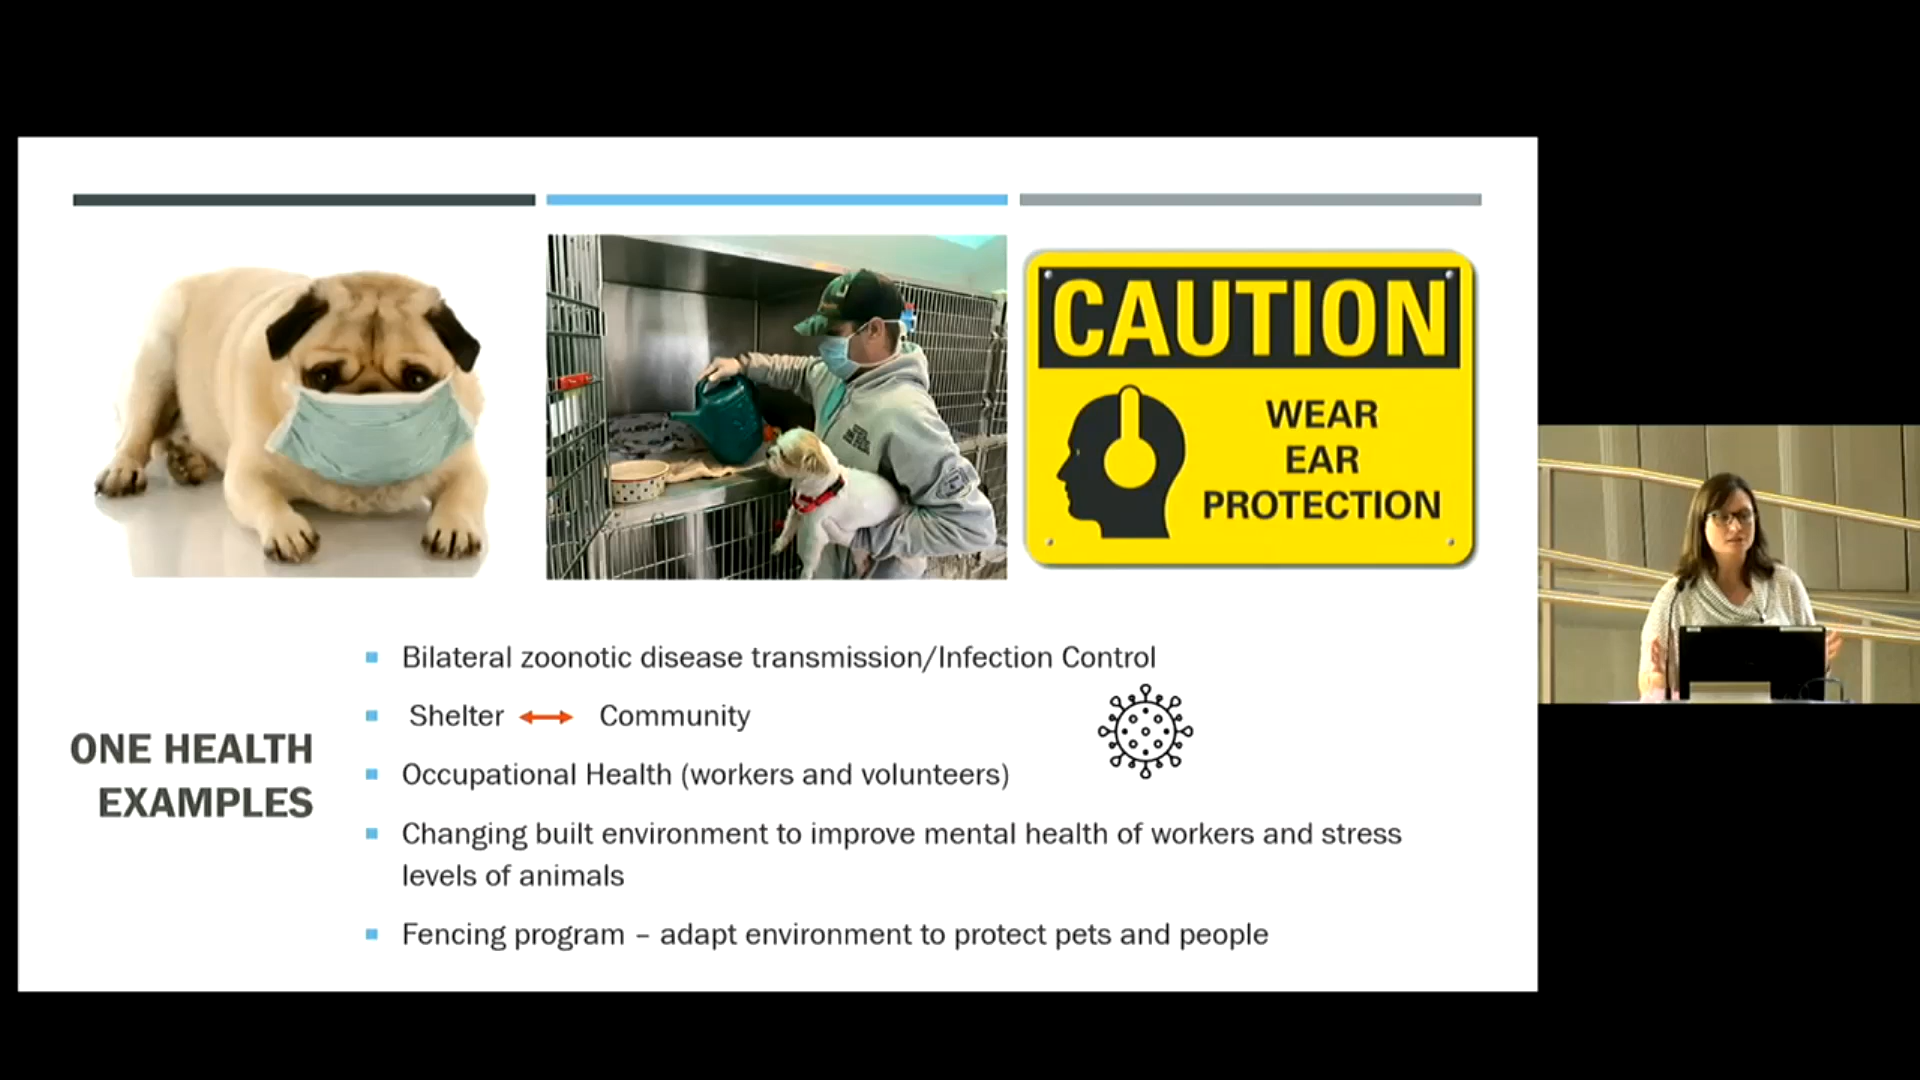 CAUTION
WEAR
EAR
PROTECTION
ONE HEALTH
EXAMPLES
Bilateral zoonotic disease transmission/Infection Control
Shelter Community
Occupational Health (workers and volunteers)
Changing built environment to improve mental health of workers and stress
levels of animals
Fencing program – adapt environment to protect pets and people